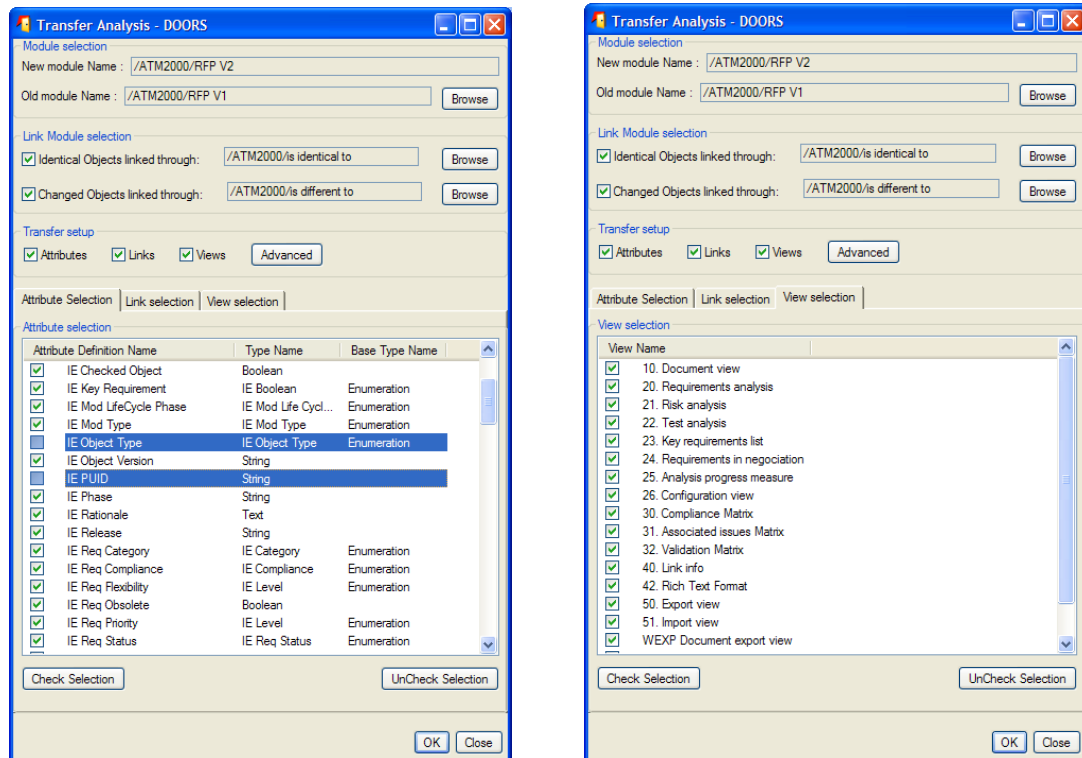 Transfer Analysis - DOORS
Module selection
New module Name : /ATM2000/RFP V2
Old module Name : /ATM2000/RFP V1 Browse
Link Module selection
Identical Objects linked through: /ATM2000/is identical to Browse
Changed Objects linked through: /ATM2000/is different to Browse
Transfer setup
Attributes Links Views Advanced
Attribute Selection Link selection View selection
Attribute selection
Attribute Definition Name Type Name Base Type Name
IE Checked Object Boolean
IE Key Requirement IE Boolean Enumeration
IE Mod LifeCycle Phase IE Mod Life Cycl... Enumeration
IE Mod Type IE Mod Type Enumeration
IE Object Type IE Object Type Enumeration
IE Object Version String
IE PUID String
IE Phase String
IE Rationale Text
IE Release String
IE Req Category IE Category Enumeration
IE Req Compliance IE Compliance Enumeration
IE Req Flexibility IE Level Enumeration
IE Req Obsolete Boolean
IE Req Priority IE Level Enumeration
IE Req Status IE Req Status Enumeration
Check Selection UnCheck Selection
OK Close
Transfer Analysis - DOORS
Module selection
New module Name : /ATM2000/RFP V2
Old module Name : /ATM2000/RFP V1 Browse
Link Module selection
Identical Objects linked through: /ATM2000/is identical to Browse
Changed Objects linked through: /ATM2000/is different to Browse
Transfer setup
Attributes Links Views Advanced
Attribute Selection Link selection View selection
View selection
View Name
10. Document view
20. Requirements analysis
21. Risk analysis
22. Test analysis
23. Key requirements list
24. Requirements in negociation
25. Analysis progress measure
26. Configuration view
30. Compliance Matrix
31. Associated issues Matrix
32. Validation Matrix
40. Link info
42. Rich Text Format
50. Export view
51. Import view
WEXP Document export view
Check Selection UnCheck Selection
OK Close